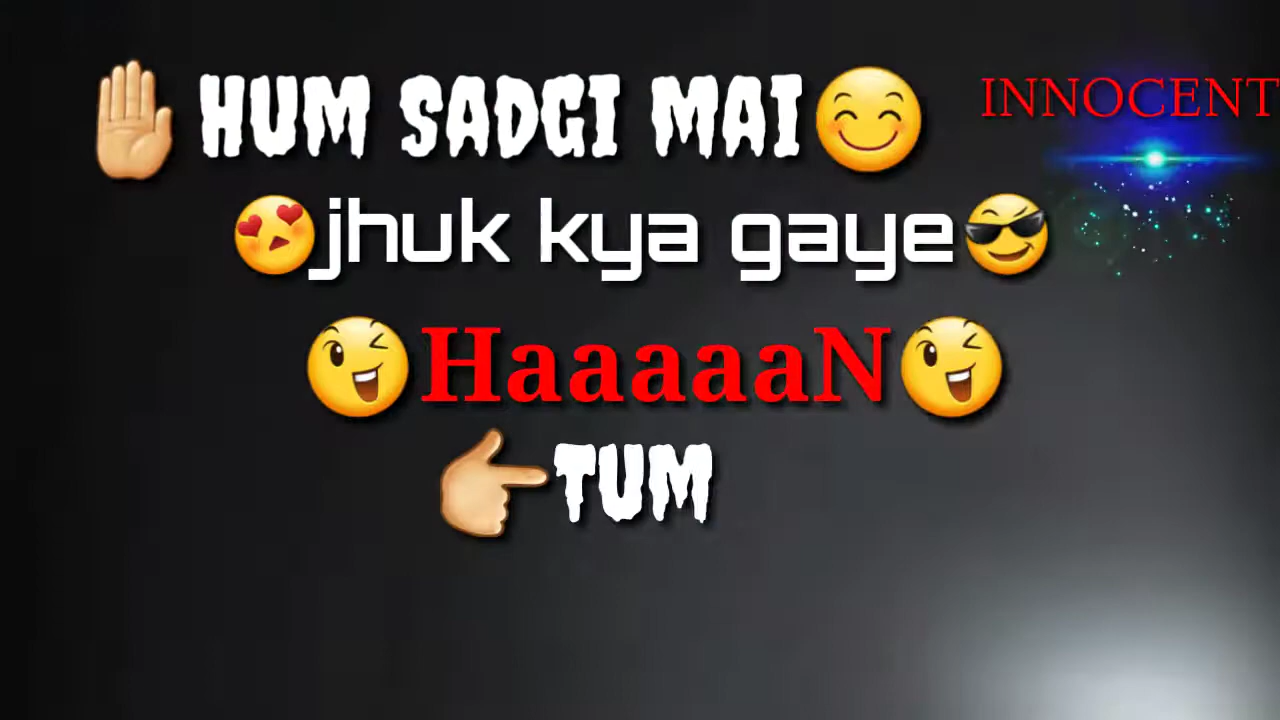 ✋HUM SADGI MAI😊
INNOCENT
😍jhuk kya gaye😎
😉HaaaaaN😉
👉TUM